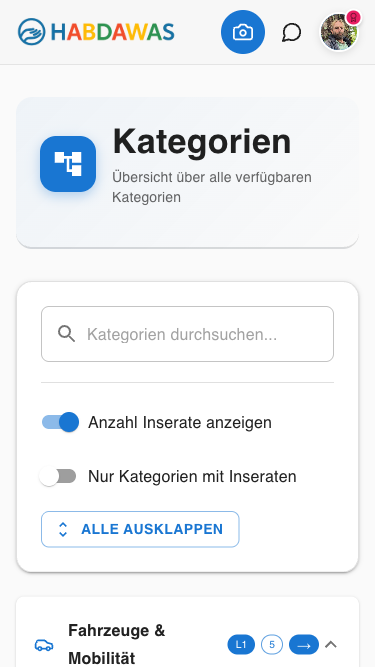 HABDAWAS
8
Kategorien
Übersicht über alle verfügbaren
Kategorien
Kategorien durchsuchen...
Anzahl Inserate anzeigen
Nur Kategorien mit Inseraten
ALLE AUSKLAPPEN
Fahrzeuge &
Mobilität
L1 5 →